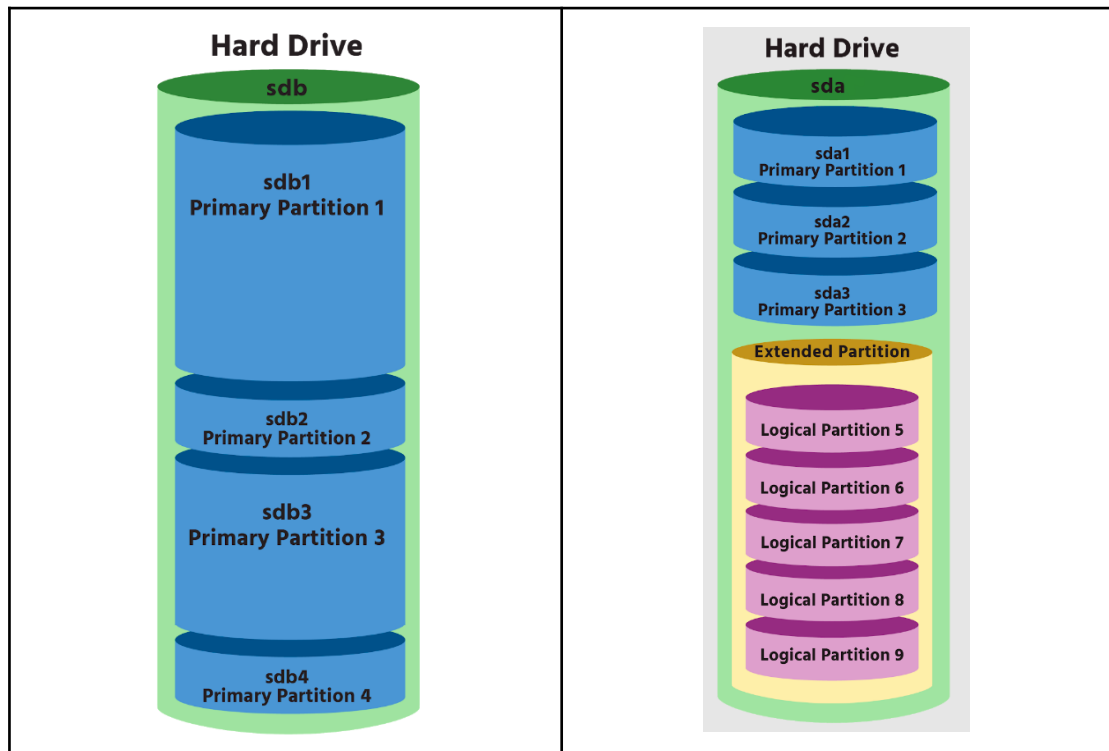 Hard Drive
sdb
sdb1
Primary Partition 1
sdb2
Primary Partition 2
sdb3
Primary Partition 3
sdb4
Primary Partition 4
Hard Drive
sda
sda1
Primary Partition 1
sda2
Primary Partition 2
sda3
Primary Partition 3
Extended Partition
Logical Partition 5
Logical Partition 6
Logical Partition 7
Logical Partition 8
Logical Partition 9